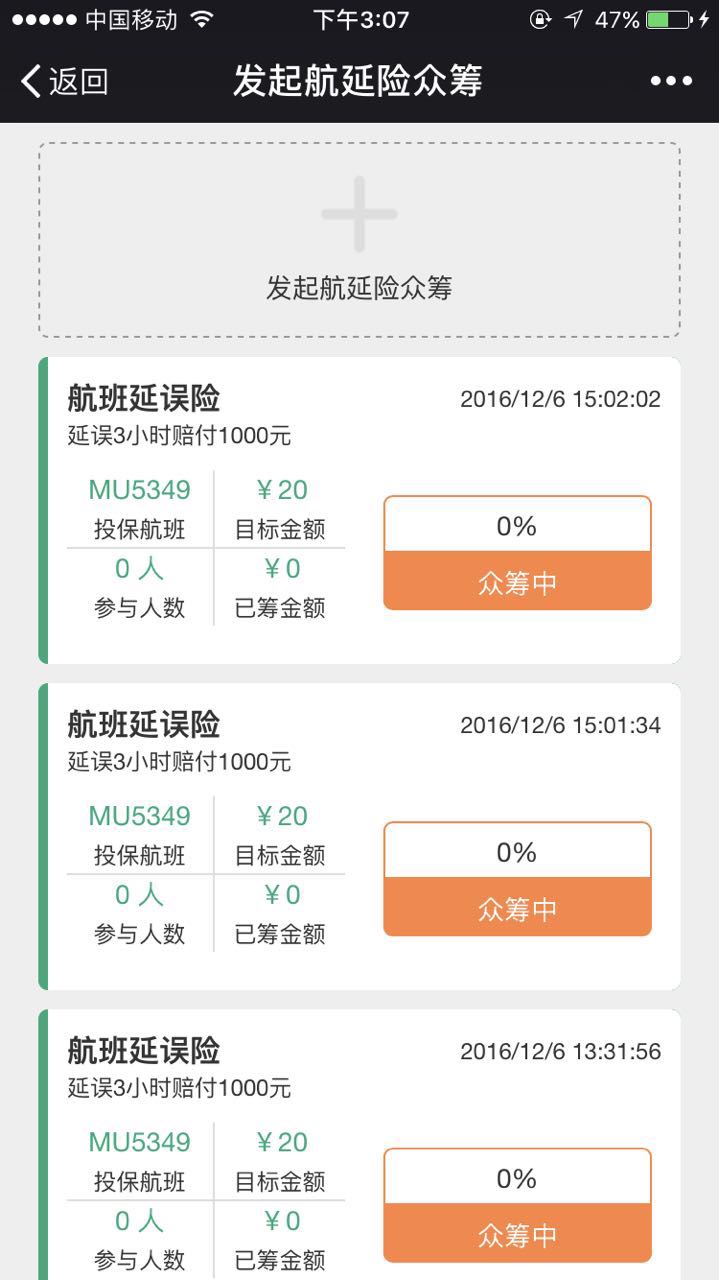 中国移动 下午3:07 47%
返回 发起航延险众筹
发起航延险众筹
航班延误险 2016/12/6 15:02:02
延误3小时赔付1000元
MU5349 ¥20
投保航班 目标金额
0%
0人 ¥0
众筹中
参与人数 已筹金额
航班延误险 2016/12/6 15:01:34
延误3小时赔付1000元
MU5349 ¥20
投保航班 目标金额
0%
0人 ¥0
众筹中
参与人数 已筹金额
航班延误险 2016/12/6 13:31:56
延误3小时赔付1000元
MU5349 ¥20
投保航班 目标金额
0%
0人 ¥0
众筹中
参与人数 已筹金额